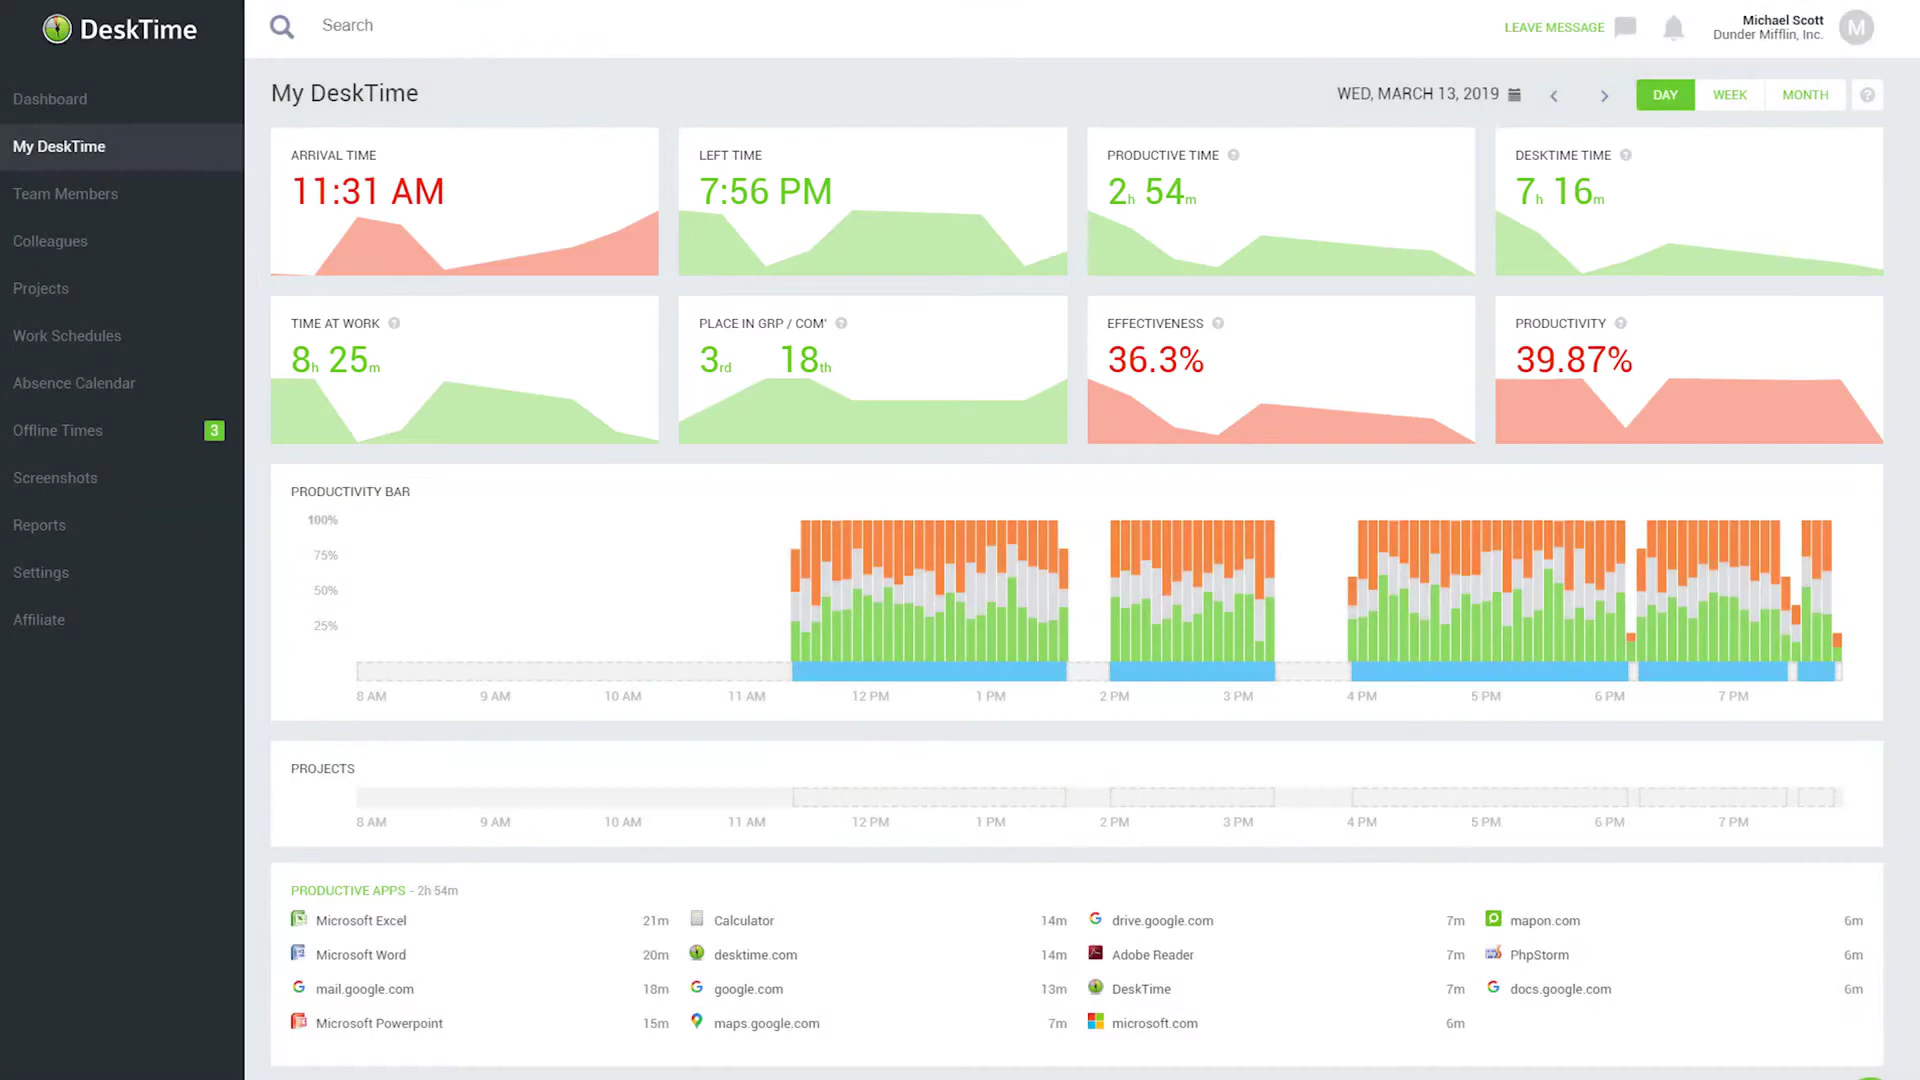 DeskTime
Search
LEAVE MESSAGE
Michael Scott
Dunder Mifflin, Inc.
M
Dashboard
My DeskTime
Team Members
Colleagues
Projects
Work Schedules
Absence Calendar
Offline Times 3
Screenshots
Reports
Settings
Affiliate
My DeskTime
WED, MARCH 13, 2019
DAY WEEK MONTH ?
ARRIVAL TIME
11:31 AM
LEFT TIME
7:56 PM
PRODUCTIVE TIME ?
2h 54m
DESKTIME TIME ?
7h 16m
TIME AT WORK ?
8h 25m
PLACE IN GRP / COM' ?
3rd 18th
EFFECTIVENESS ?
36.3%
PRODUCTIVITY ?
39.87%
PRODUCTIVITY BAR
100%
75%
50%
25%
8 AM 9 AM 10 AM 11 AM 12 PM 1 PM 2 PM 3 PM 4 PM 5 PM 6 PM 7 PM
PROJECTS
8 AM 9 AM 10 AM 11 AM 12 PM 1 PM 2 PM 3 PM 4 PM 5 PM 6 PM 7 PM
PRODUCTIVE APPS - 2h 54m
Microsoft Excel 21m
Microsoft Word 20m
mail.google.com 18m
Microsoft Powerpoint 15m
Calculator 14m
desktime.com 14m
google.com 13m
maps.google.com 7m
drive.google.com 7m
Adobe Reader 7m
DeskTime 7m
microsoft.com 6m
mapon.com 6m
PhpStorm 6m
docs.google.com 6m